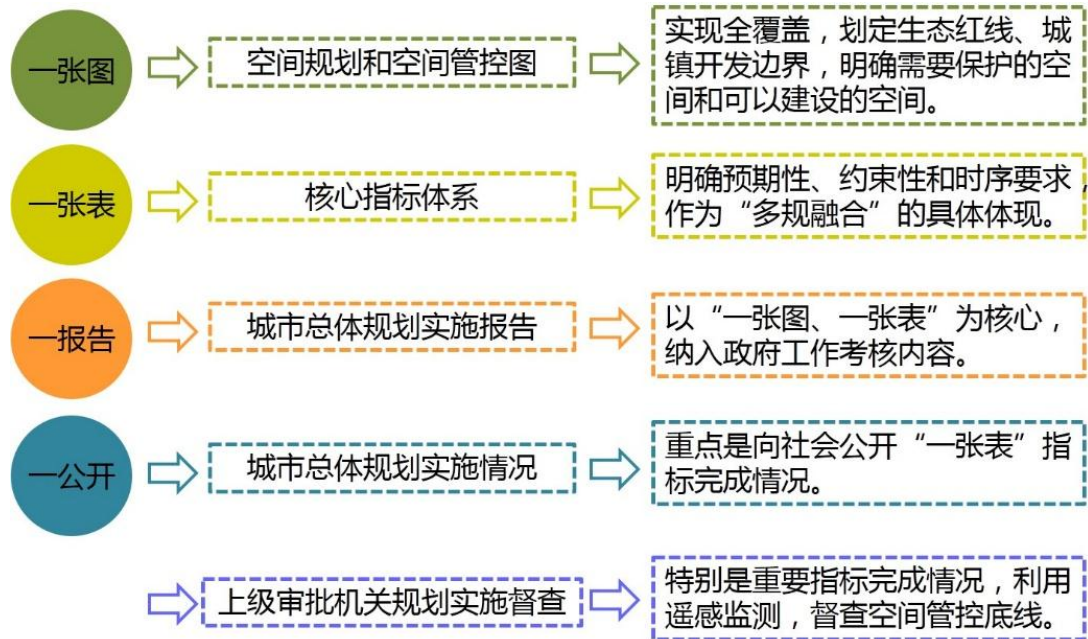 一张图
空间规划和空间管控图
实现全覆盖，划定生态红线、城
镇开发边界，明确需要保护的空
间和可以建设的空间。
一张表
核心指标体系
明确预期性、约束性和时序要求
作为“多规融合”的具体体现。
一报告
城市总体规划实施报告
以“一张图、一张表”为核心，
纳入政府工作考核内容。
一公开
城市总体规划实施情况
重点是向社会公开“一张表”指
标完成情况。
上级审批机关规划实施督查
特别是重要指标完成情况，利用
遥感监测，督查空间管控底线。